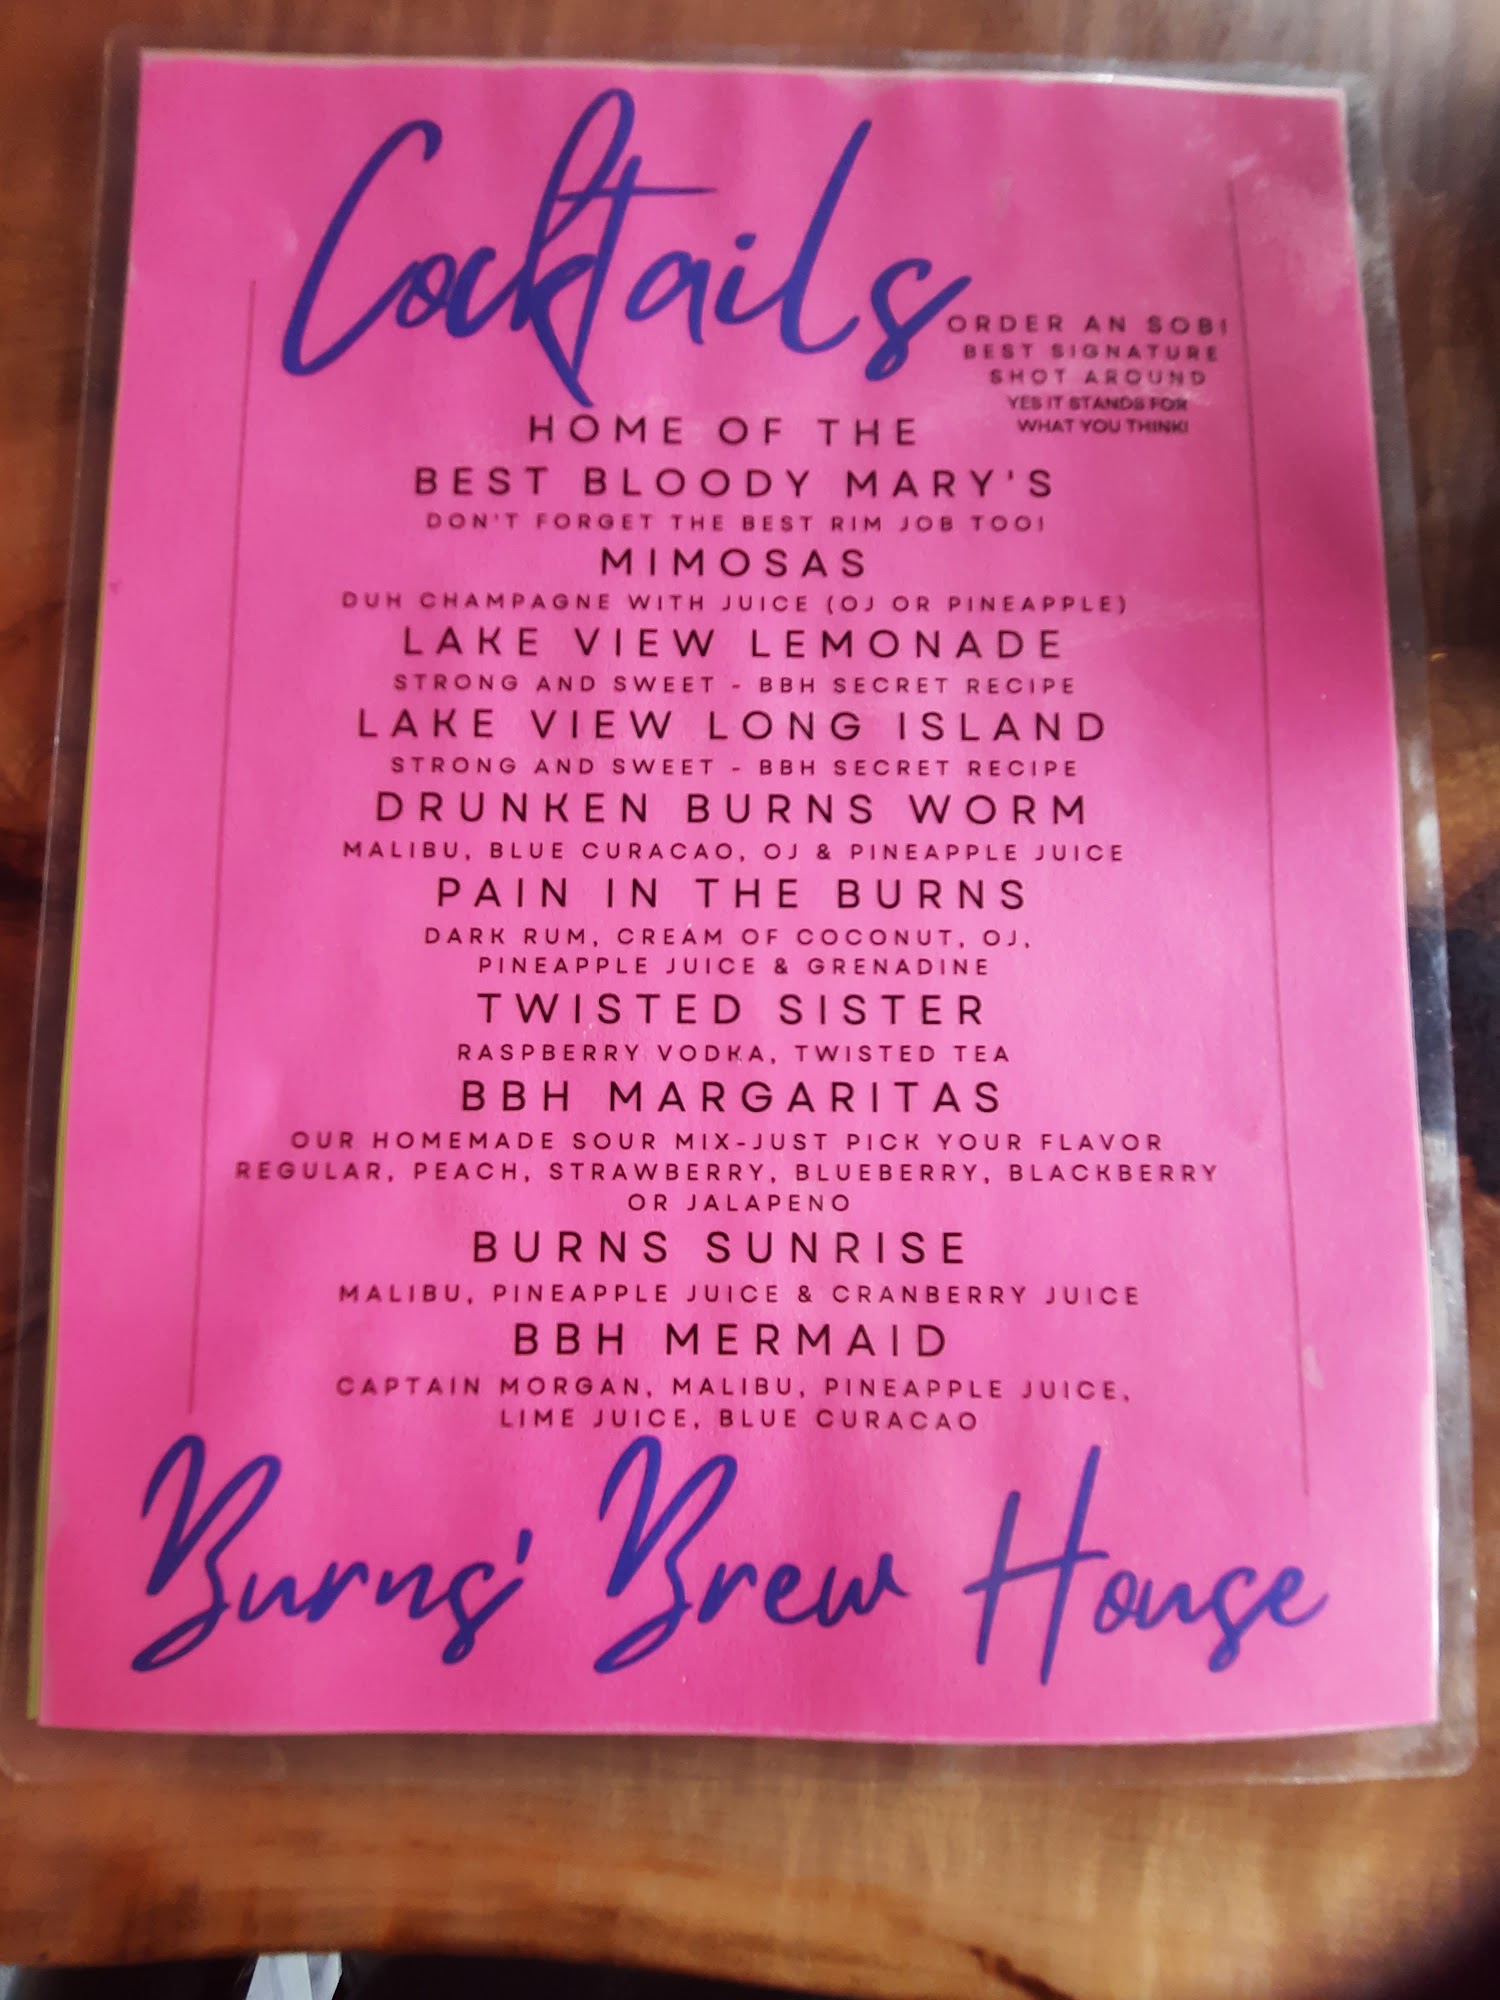 Cocktails
ORDER AN SOB!
BEST SIGNATURE
SHOT AROUND
YES IT STANDS FOR
WHAT YOU THINK!
HOME OF THE
BEST BLOODY MARY'S
DON'T FORGET THE BEST RIM JOB TOO!
MIMOSAS
DUH CHAMPAGNE WITH JUICE (OJ OR PINEAPPLE)
LAKE VIEW LEMONADE
STRONG AND SWEET - BBH SECRET RECIPE
LAKE VIEW LONG ISLAND
STRONG AND SWEET - BBH SECRET RECIPE
DRUNKEN BURNS WORM
MALIBU, BLUE CURACAO, OJ & PINEAPPLE JUICE
PAIN IN THE BURNS
DARK RUM, CREAM OF COCONUT, OJ,
PINEAPPLE JUICE & GRENADINE
TWISTED SISTER
RASPBERRY VODKA, TWISTED TEA
BBH MARGARITAS
OUR HOMEMADE SOUR MIX-JUST PICK YOUR FLAVOR
REGULAR, PEACH, STRAWBERRY, BLUEBERRY, BLACKBERRY
OR JALAPENO
BURNS SUNRISE
MALIBU, PINEAPPLE JUICE & CRANBERRY JUICE
BBH MERMAID
CAPTAIN MORGAN, MALIBU, PINEAPPLE JUICE,
LIME JUICE, BLUE CURACAO
Burns' Brew House